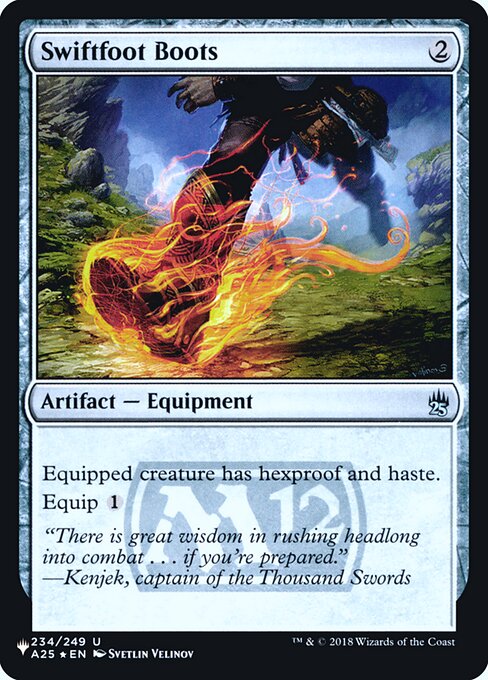 Swiftfoot Boots 2
Velinov S
Artifact — Equipment
25
M12
Equipped creature has hexproof and haste.
Equip 1
“There is great wisdom in rushing headlong
into combat . . . if you’re prepared.”
—Kenjek, captain of the Thousand Swords
234/249 U
A25 ★ EN Svetlin Velinov
™ & © 2018 Wizards of the Coast